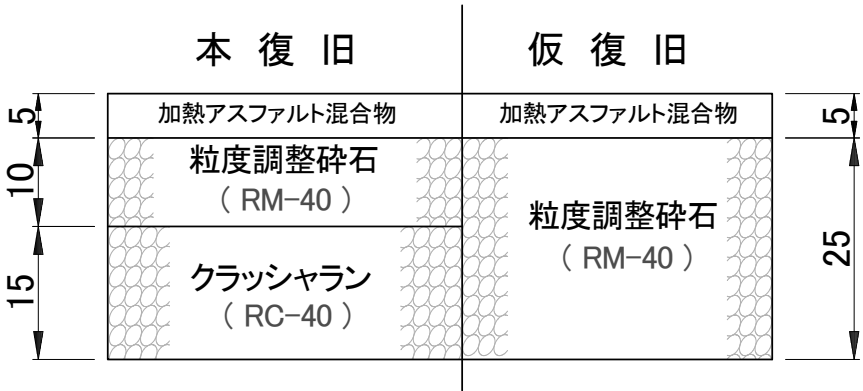 本復旧
仮復旧
5
加熱アスファルト混合物
加熱アスファルト混合物
5
10
粒度調整砕石
( RM-40 )
粒度調整砕石
( RM-40 )
25
15
クラッシャラン
( RC-40 )